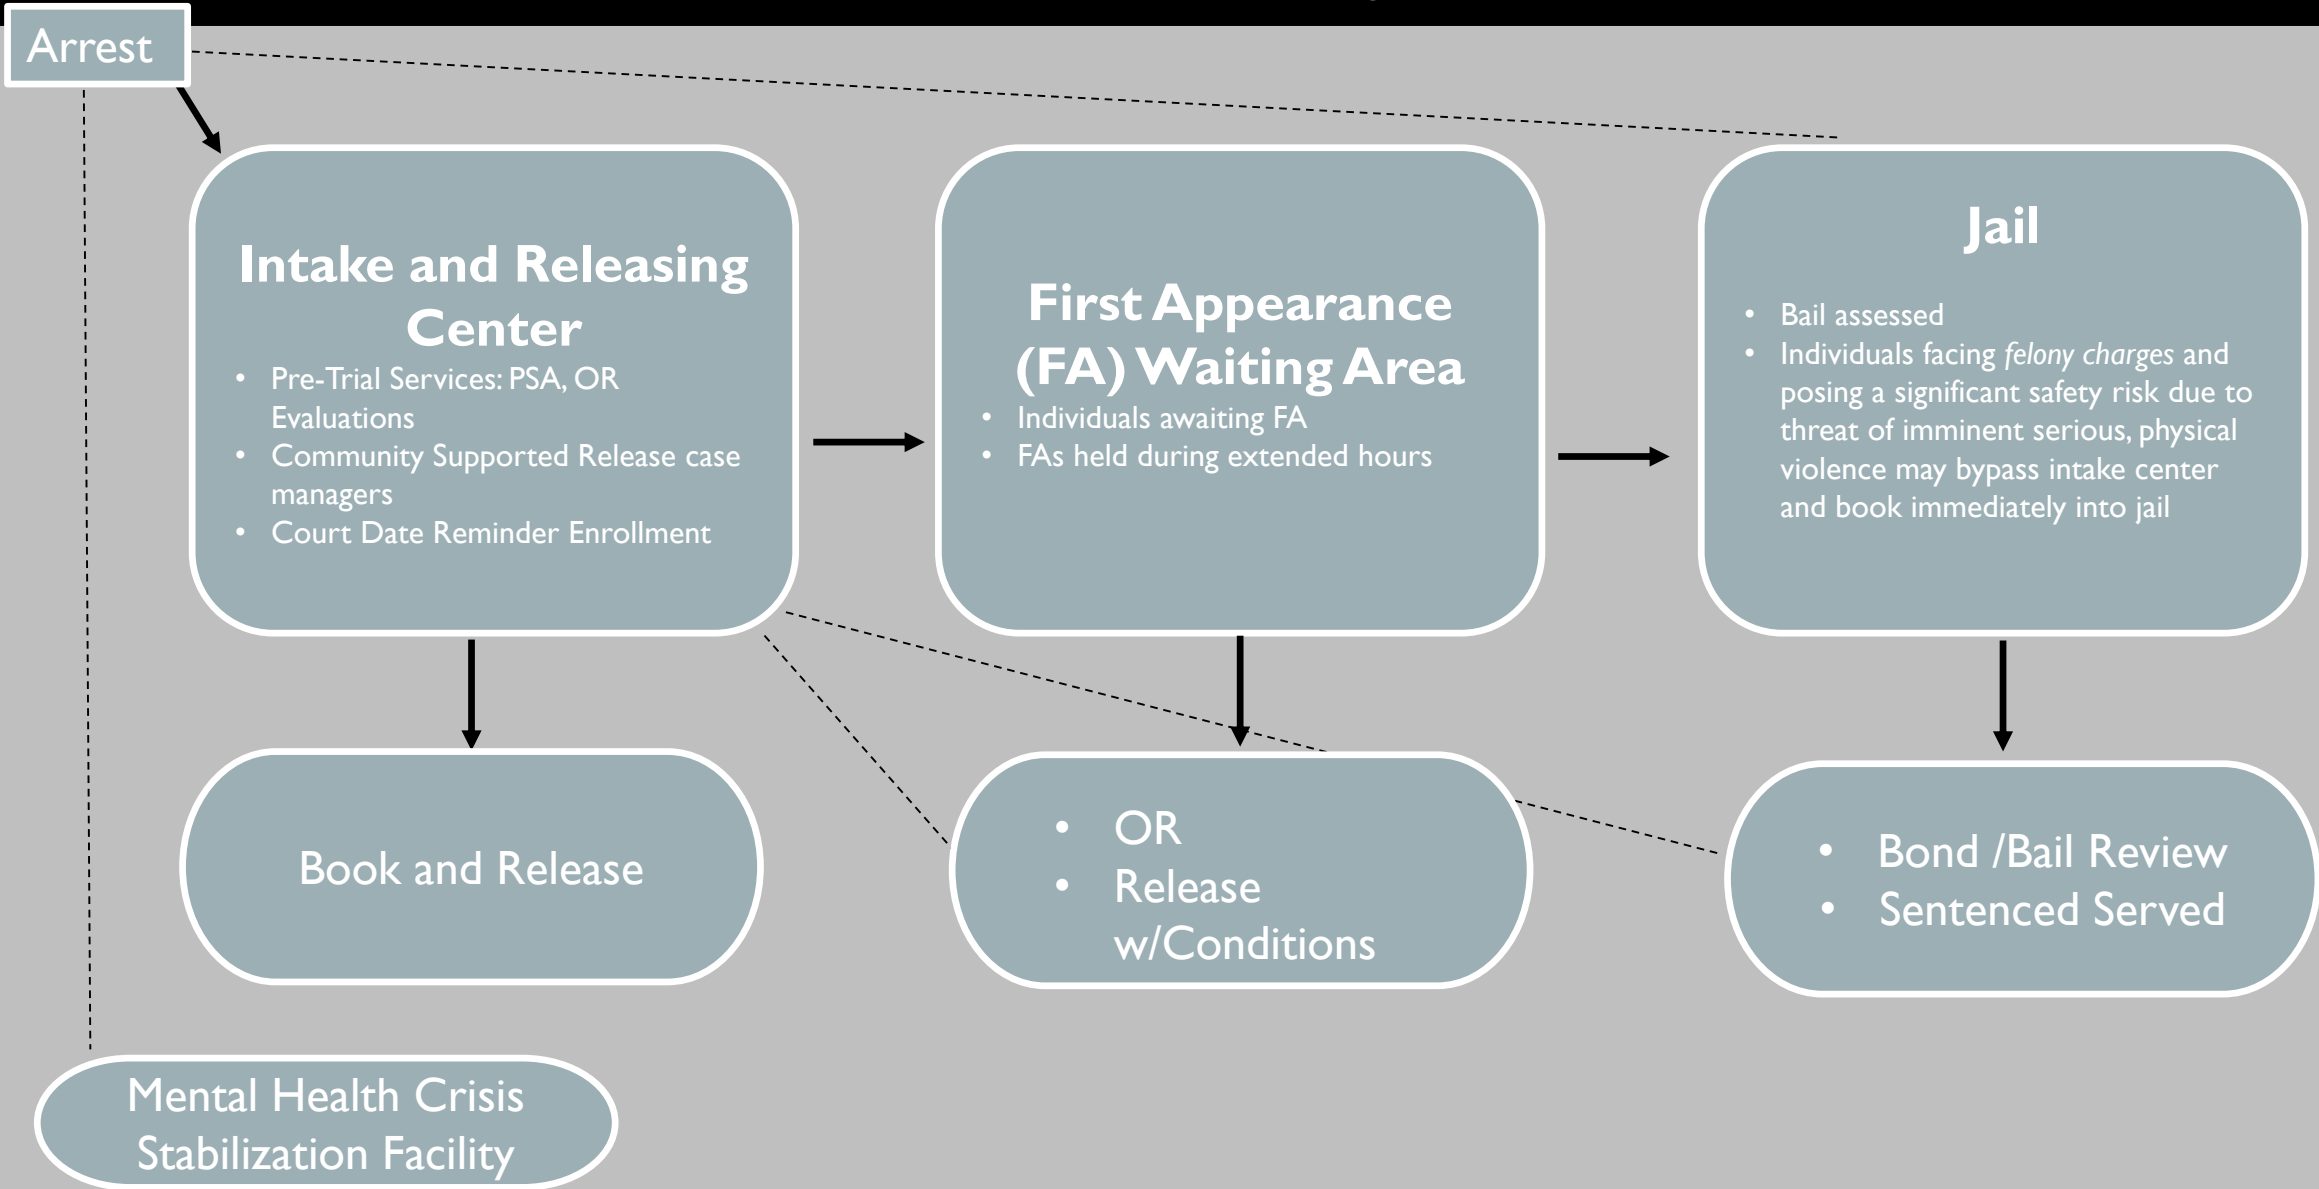 Arrest
Intake and Releasing
Center
• Pre-Trial Services: PSA, OR
Evaluations
• Community Supported Release case
managers
• Court Date Reminder Enrollment
First Appearance
(FA) Waiting Area
• Individuals awaiting FA
• FAs held during extended hours
Jail
• Bail assessed
• Individuals facing felony charges and
posing a significant safety risk due to
threat of imminent serious, physical
violence may bypass intake center
and book immediately into jail
Book and Release
• OR
• Release
w/Conditions
• Bond /Bail Review
• Sentenced Served
Mental Health Crisis
Stabilization Facility